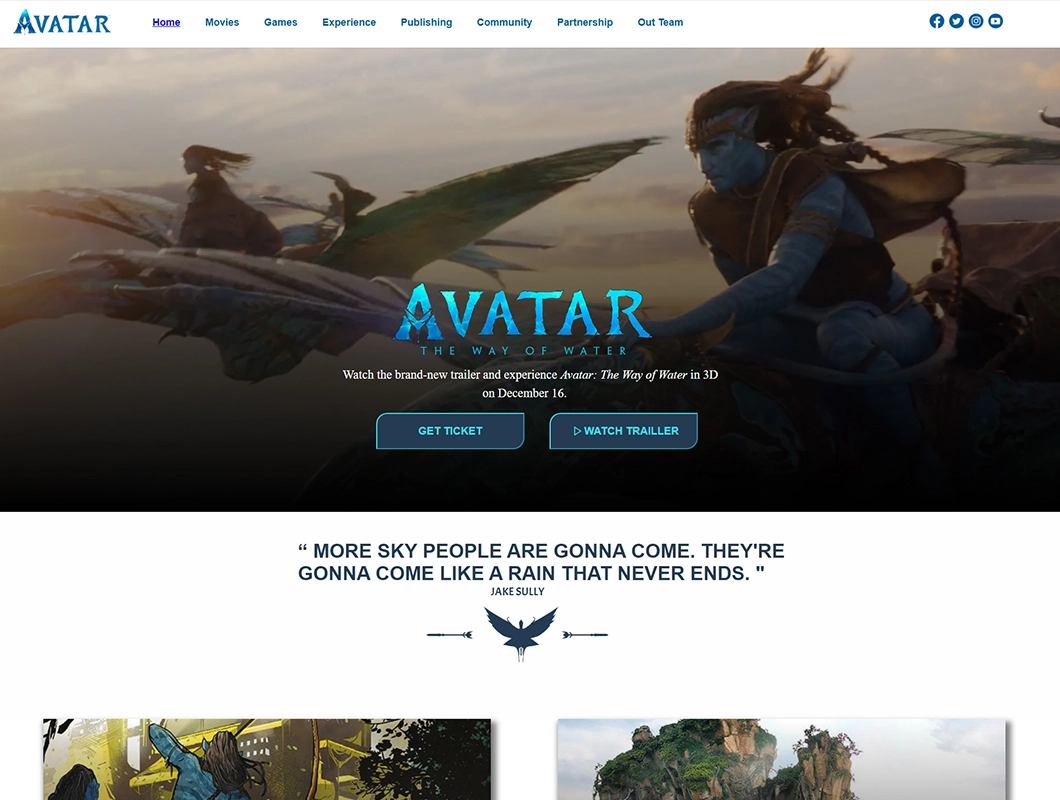 AVATAR
Home Movies Games Experience Publishing Community Partnership Out Team
AVATAR
THE WAY OF WATER
Watch the brand-new trailer and experience Avatar: The Way of Water in 3D
on December 16.
GET TICKET
WATCH TRAILLER
“ MORE SKY PEOPLE ARE GONNA COME. THEY'RE
GONNA COME LIKE A RAIN THAT NEVER ENDS. "
JAKE SULLY